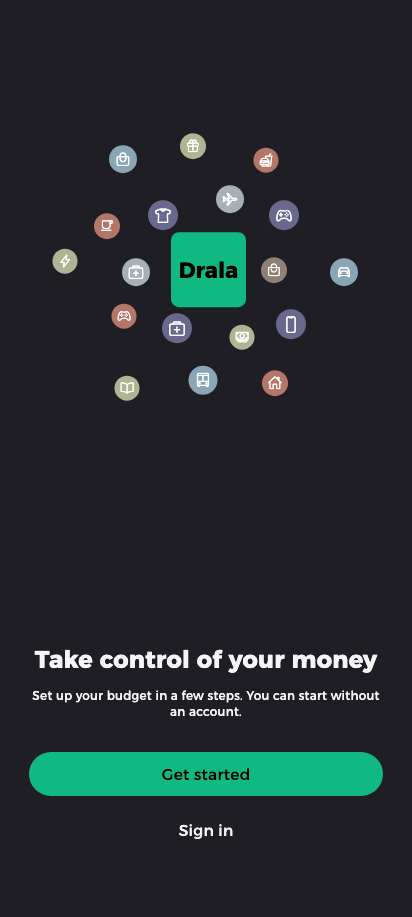 Drala
Take control of your money
Set up your budget in a few steps. You can start without
an account.
Get started
Sign in